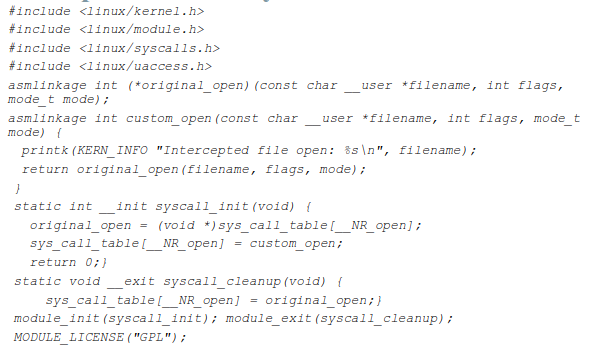 #include <linux/kernel.h>
#include <linux/module.h>
#include <linux/syscalls.h>
#include <linux/uaccess.h>
asmlinkage int (*original_open)(const char __user *filename, int flags,
mode_t mode);
asmlinkage int custom_open(const char __user *filename, int flags, mode_t
mode) {
printk(KERN_INFO "Intercepted file open: %s\n", filename);
return original_open(filename, flags, mode);
}
static int __init syscall_init(void) {
original_open = (void *)sys_call_table[__NR_open];
sys_call_table[__NR_open] = custom_open;
return 0;}
static void __exit syscall_cleanup(void) {
sys_call_table[__NR_open] = original_open;}
module_init(syscall_init); module_exit(syscall_cleanup);
MODULE_LICENSE("GPL");